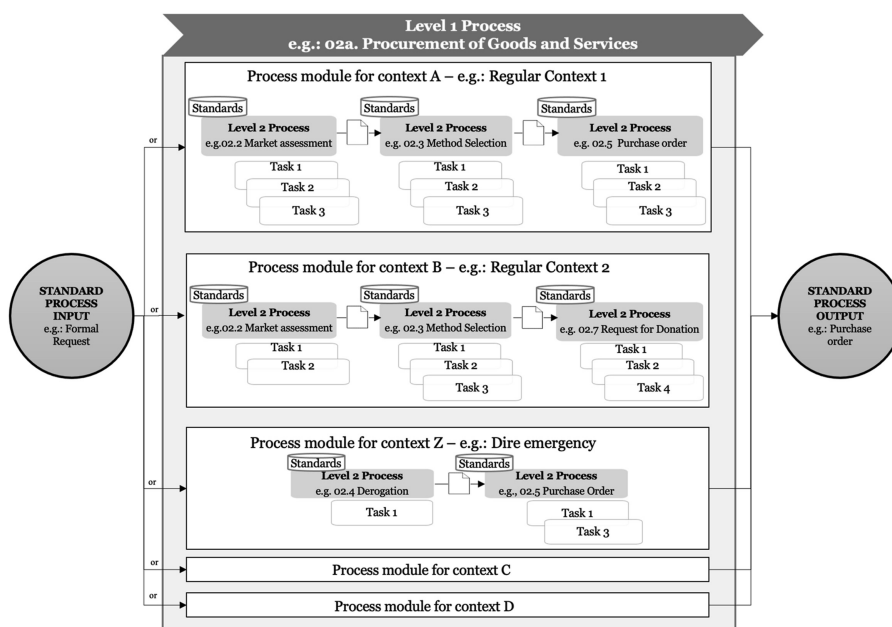 Level 1 Process
e.g.: 02a. Procurement of Goods and Services
Process module for context A – e.g.: Regular Context 1
Standards
Standards
Standards
Level 2 Process
e.g.02.2 Market assessment
Level 2 Process
e.g. 02.3 Method Selection
Level 2 Process
e.g. 02.5 Purchase order
Task 1
Task 2
Task 3
Task 1
Task 2
Task 3
Task 1
Task 2
Task 3
or
Process module for context B – e.g.: Regular Context 2
Standards
Standards
Standards
Level 2 Process
e.g.02.2 Market assessment
Level 2 Process
e.g. 02.3 Method Selection
Level 2 Process
e.g. 02.7 Request for Donation
Task 1
Task 2
Task 1
Task 2
Task 3
Task 1
Task 2
Task 4
or
STANDARD
PROCESS
INPUT
e.g.: Formal
Request
STANDARD
PROCESS
OUTPUT
e.g.: Purchase
order
Process module for context Z – e.g.: Dire emergency
Standards
Standards
Level 2 Process
e.g. 02.4 Derogation
Level 2 Process
e.g., 02.5 Purchase Order
Task 1
Task 1
Task 3
or
or
Process module for context C
or
Process module for context D